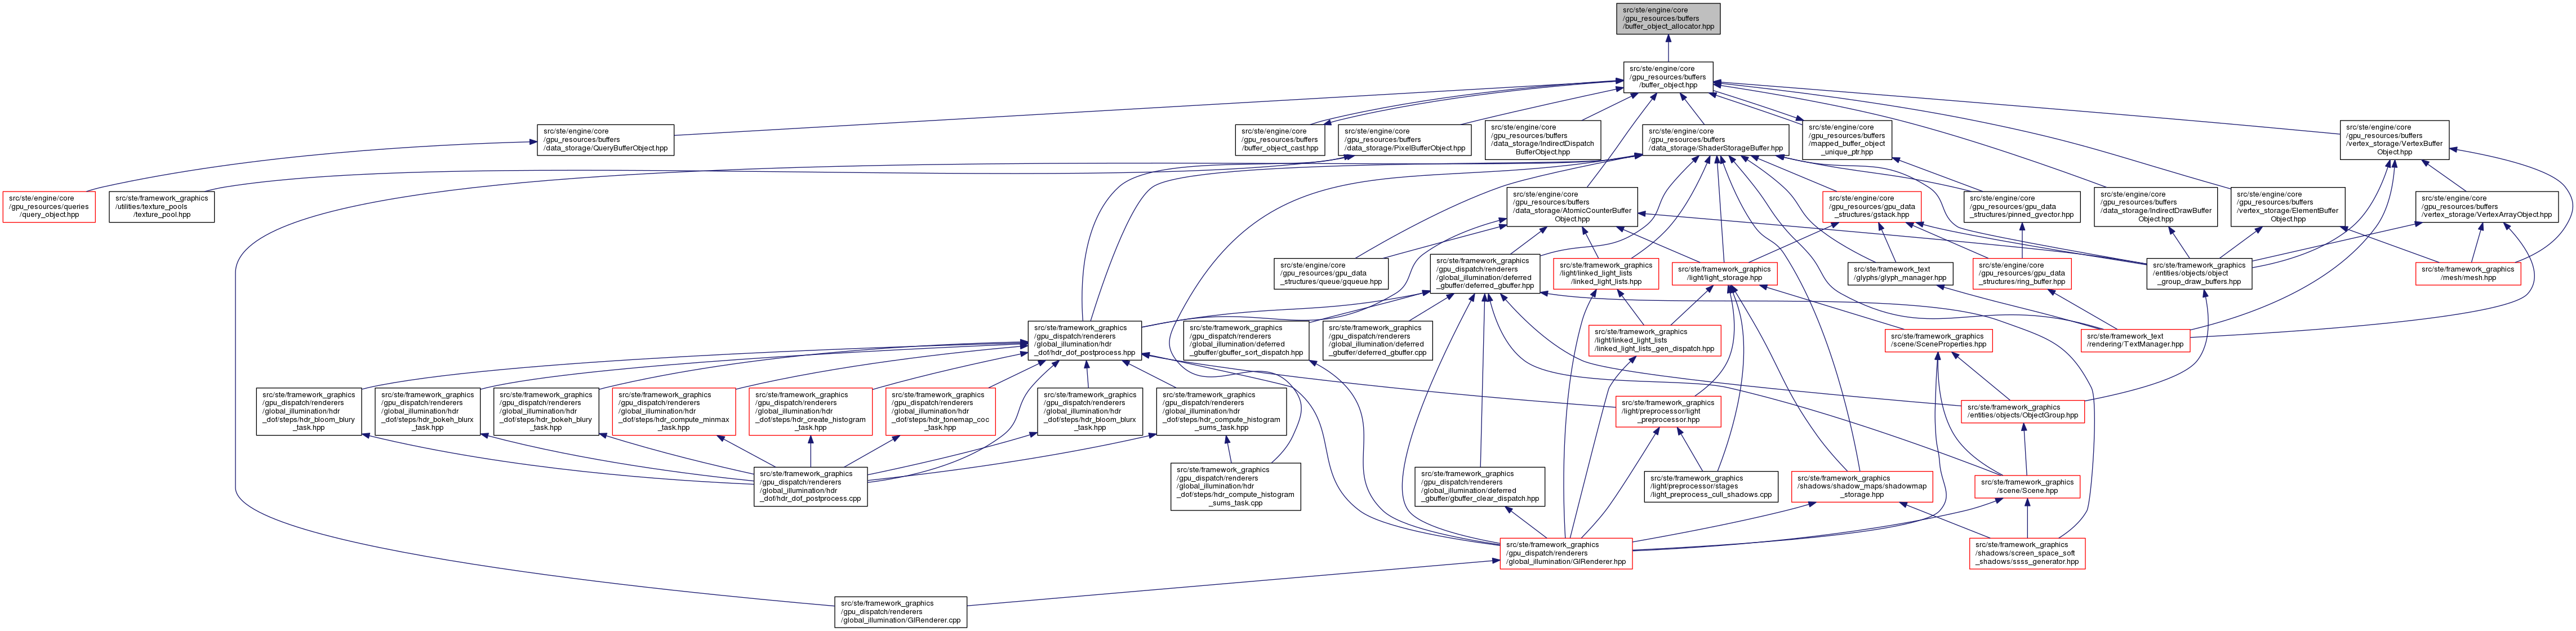 src/ste/engine/core
/gpu_resources/buffers
/buffer_object_allocator.hpp
src/ste/engine/core
/gpu_resources/buffers
/buffer_object.hpp
src/ste/engine/core
/gpu_resources/buffers
/data_storage/QueryBufferObject.hpp
src/ste/engine/core
/gpu_resources/buffers
/buffer_object_cast.hpp
src/ste/engine/core
/gpu_resources/buffers
/data_storage/PixelBufferObject.hpp
src/ste/engine/core
/gpu_resources/buffers
/data_storage/IndirectDispatch
BufferObject.hpp
src/ste/engine/core
/gpu_resources/buffers
/data_storage/ShaderStorageBuffer.hpp
src/ste/engine/core
/gpu_resources/buffers
/mapped_buffer_object
_unique_ptr.hpp
src/ste/engine/core
/gpu_resources/buffers
/vertex_storage/VertexBuffer
Object.hpp
src/ste/engine/core
/gpu_resources/queries
/query_object.hpp
src/ste/framework_graphics
/utilities/texture_pools
/texture_pool.hpp
src/ste/engine/core
/gpu_resources/buffers
/data_storage/AtomicCounterBuffer
Object.hpp
src/ste/engine/core
/gpu_resources/gpu_data
_structures/gstack.hpp
src/ste/engine/core
/gpu_resources/gpu_data
_structures/pinned_gvector.hpp
src/ste/engine/core
/gpu_resources/buffers
/data_storage/IndirectDrawBuffer
Object.hpp
src/ste/engine/core
/gpu_resources/buffers
/vertex_storage/ElementBuffer
Object.hpp
src/ste/engine/core
/gpu_resources/buffers
/vertex_storage/VertexArrayObject.hpp
src/ste/engine/core
/gpu_resources/gpu_data
_structures/queue/gqueue.hpp
src/ste/framework_graphics
/gpu_dispatch/renderers
/global_illumination/deferred
_gbuffer/deferred_gbuffer.hpp
src/ste/framework_graphics
/light/linked_light_lists
/linked_light_lists.hpp
src/ste/framework_graphics
/light/light_storage.hpp
src/ste/framework_text
/glyphs/glyph_manager.hpp
src/ste/engine/core
/gpu_resources/gpu_data
_structures/ring_buffer.hpp
src/ste/framework_graphics
/entities/objects/object
_group_draw_buffers.hpp
src/ste/framework_graphics
/mesh/mesh.hpp
src/ste/framework_graphics
/gpu_dispatch/renderers
/global_illumination/hdr
_dof/hdr_dof_postprocess.hpp
src/ste/framework_graphics
/gpu_dispatch/renderers
/global_illumination/deferred
_gbuffer/gbuffer_sort_dispatch.hpp
src/ste/framework_graphics
/gpu_dispatch/renderers
/global_illumination/deferred
_gbuffer/deferred_gbuffer.cpp
src/ste/framework_graphics
/light/linked_light_lists
/linked_light_lists_gen_dispatch.hpp
src/ste/framework_graphics
/scene/SceneProperties.hpp
src/ste/framework_text
/rendering/TextManager.hpp
src/ste/framework_graphics
/gpu_dispatch/renderers
/global_illumination/hdr
_dof/steps/hdr_bloom_blury
_task.hpp
src/ste/framework_graphics
/gpu_dispatch/renderers
/global_illumination/hdr
_dof/steps/hdr_bokeh_blurx
_task.hpp
src/ste/framework_graphics
/gpu_dispatch/renderers
/global_illumination/hdr
_dof/steps/hdr_bokeh_blury
_task.hpp
src/ste/framework_graphics
/gpu_dispatch/renderers
/global_illumination/hdr
_dof/steps/hdr_compute_minmax
_task.hpp
src/ste/framework_graphics
/gpu_dispatch/renderers
/global_illumination/hdr
_dof/steps/hdr_create_histogram
_task.hpp
src/ste/framework_graphics
/gpu_dispatch/renderers
/global_illumination/hdr
_dof/steps/hdr_tonemap_coc
_task.hpp
src/ste/framework_graphics
/gpu_dispatch/renderers
/global_illumination/hdr
_dof/steps/hdr_bloom_blurx
_task.hpp
src/ste/framework_graphics
/gpu_dispatch/renderers
/global_illumination/hdr
_dof/steps/hdr_compute_histogram
_sums_task.hpp
src/ste/framework_graphics
/light/preprocessor/light
_preprocessor.hpp
src/ste/framework_graphics
/entities/objects/ObjectGroup.hpp
src/ste/framework_graphics
/gpu_dispatch/renderers
/global_illumination/hdr
_dof/hdr_dof_postprocess.cpp
src/ste/framework_graphics
/gpu_dispatch/renderers
/global_illumination/hdr
_dof/steps/hdr_compute_histogram
_sums_task.cpp
src/ste/framework_graphics
/gpu_dispatch/renderers
/global_illumination/deferred
_gbuffer/gbuffer_clear_dispatch.hpp
src/ste/framework_graphics
/light/preprocessor/stages
/light_preprocess_cull_shadows.cpp
src/ste/framework_graphics
/shadows/shadow_maps/shadowmap
_storage.hpp
src/ste/framework_graphics
/scene/Scene.hpp
src/ste/framework_graphics
/gpu_dispatch/renderers
/global_illumination/GIRenderer.hpp
src/ste/framework_graphics
/shadows/screen_space_soft
_shadows/ssss_generator.hpp
src/ste/framework_graphics
/gpu_dispatch/renderers
/global_illumination/GIRenderer.cpp